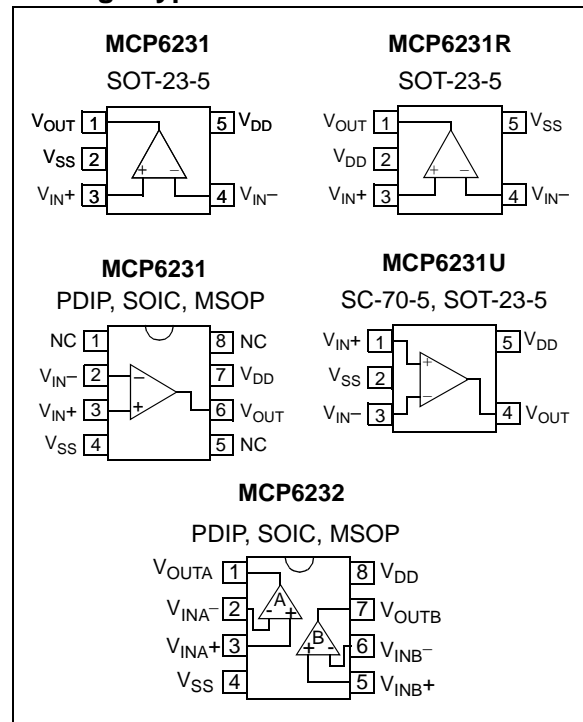 MCP6231
SOT-23-5
VOUT 1 5 VDD
VSS 2
VIN+ 3 + – 4 VIN–
MCP6231R
SOT-23-5
VOUT 1 5 VSS
VDD 2
VIN+ 3 + – 4 VIN–
MCP6231
PDIP, SOIC, MSOP
NC 1 8 NC
VIN– 2 – 7 VDD
VIN+ 3 + 6 VOUT
VSS 4 5 NC
MCP6231U
SC-70-5, SOT-23-5
VIN+ 1 + 5 VDD
VSS 2
VIN– 3 – 4 VOUT
MCP6232
PDIP, SOIC, MSOP
VOUTA 1 8 VDD
VINA– 2 - A + 7 VOUTB
VINA+ 3 + B - 6 VINB–
VSS 4 5 VINB+